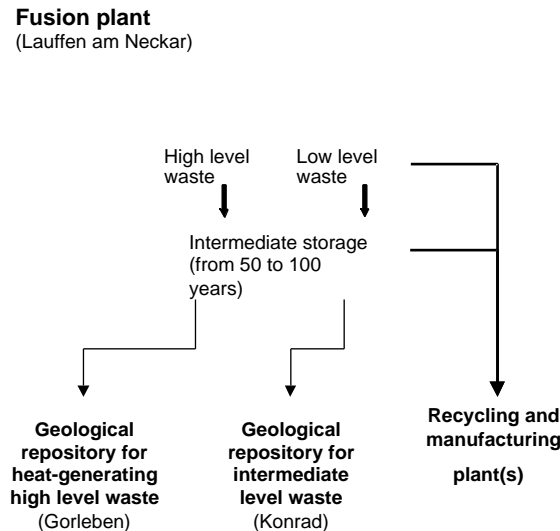 Fusion plant
(Lauffen am Neckar)
High level
waste
Low level
waste
Intermediate storage
(from 50 to 100
years)
Geological
repository for
heat-generating
high level waste
(Gorleben)
Geological
repository for
intermediate
level waste
(Konrad)
Recycling and
manufacturing
plant(s)